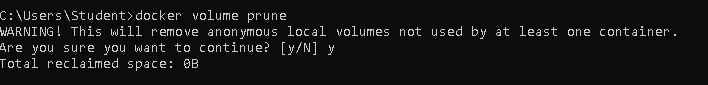 C:\Users\Student>docker volume prune
WARNING! This will remove anonymous local volumes not used by at least one container.
Are you sure you want to continue? [y/N] y
Total reclaimed space: 0B